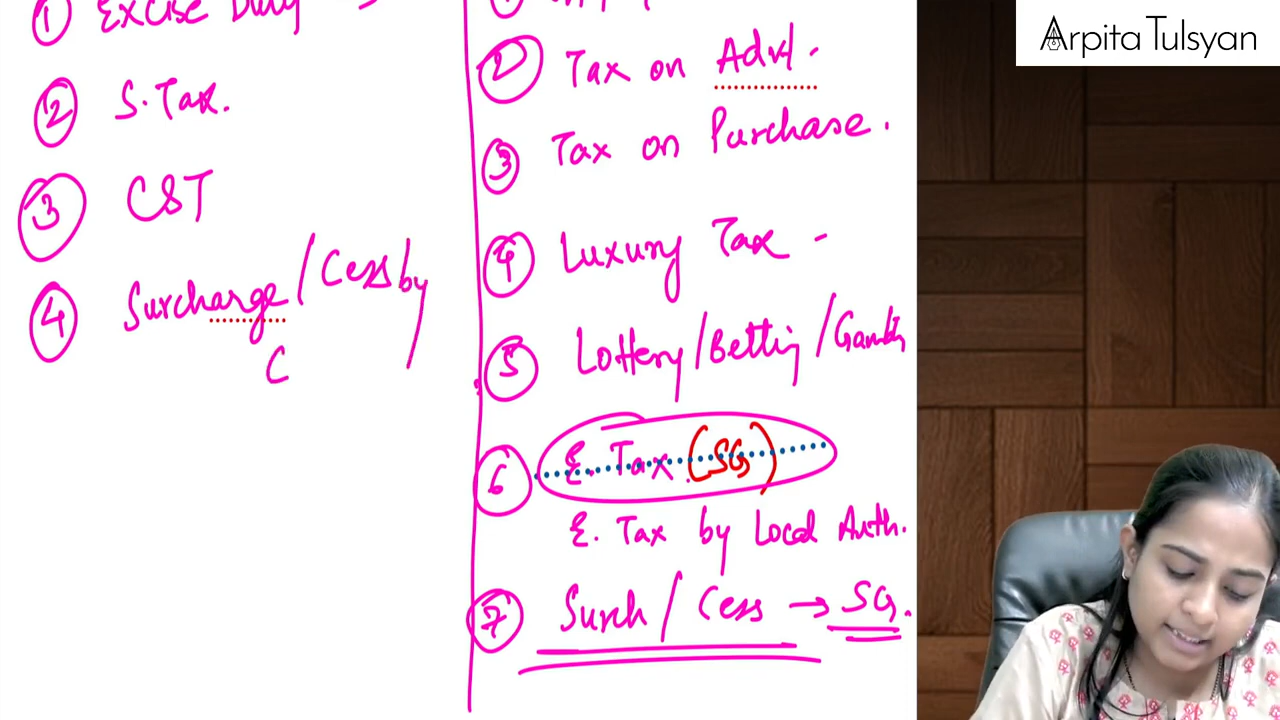 Arpita Tulsyan
① Excise Duty
② S. Tax.
③ CST
④ Surcharge / Cess by
C
①
② Tax on Advt.
③ Tax on Purchase.
④ Luxury Tax -
⑤ Lottery / Betting /
⑥ E. Tax. (SG)
E. Tax by Local Auth.
⑦ Surch / Cess → SG.